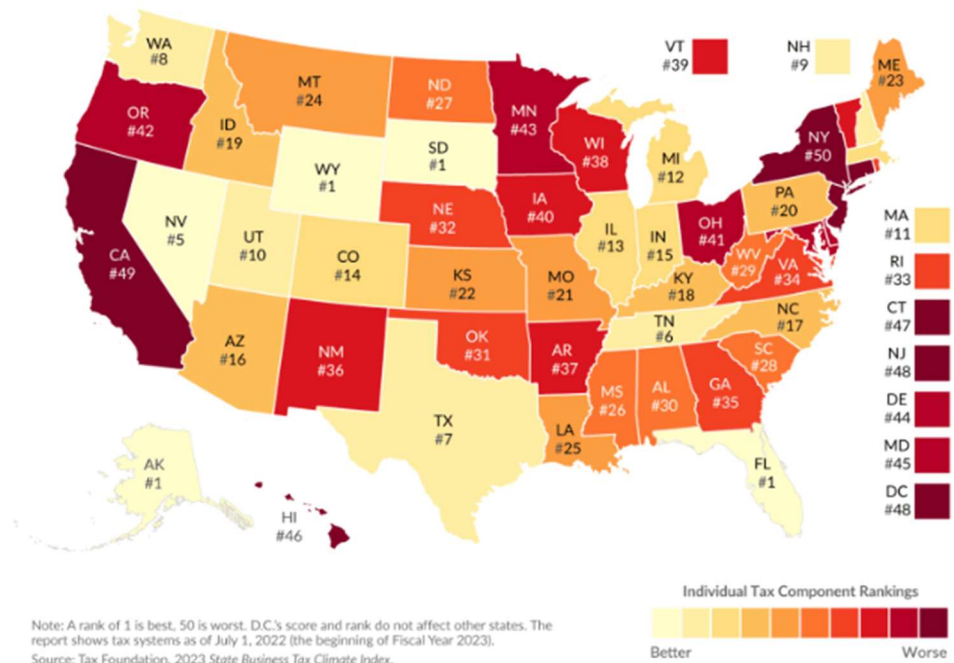 WA
#8
VT
#39
NH
#9
ME
#23
MT
#24
ND
#27
MN
#43
OR
#42
ID
#19
WI
#38
NY
#50
SD
#1
WY
#1
MI
#12
IA
#40
PA
#20
NE
#32
NV
#5
UT
#10
IL
#13
IN
#15
OH
#41
MA
#11
CO
#14
CA
#49
WV
#29
VA
#34
RI
#33
KS
#22
MO
#21
KY
#18
NC
#17
CT
#47
TN
#6
AZ
#16
NM
#36
OK
#31
AR
#37
SC
#28
NJ
#48
MS
#26
AL
#30
GA
#35
DE
#44
TX
#7
LA
#25
MD
#45
AK
#1
FL
#1
DC
#48
HI
#46
Individual Tax Component Rankings
Better Worse
Note: A rank of 1 is best, 50 is worst. D.C.'s score and rank do not affect other states. The
report shows tax systems as of July 1, 2022 (the beginning of Fiscal Year 2023).
Source: Tax Foundation, 2023 State Business Tax Climate Index.